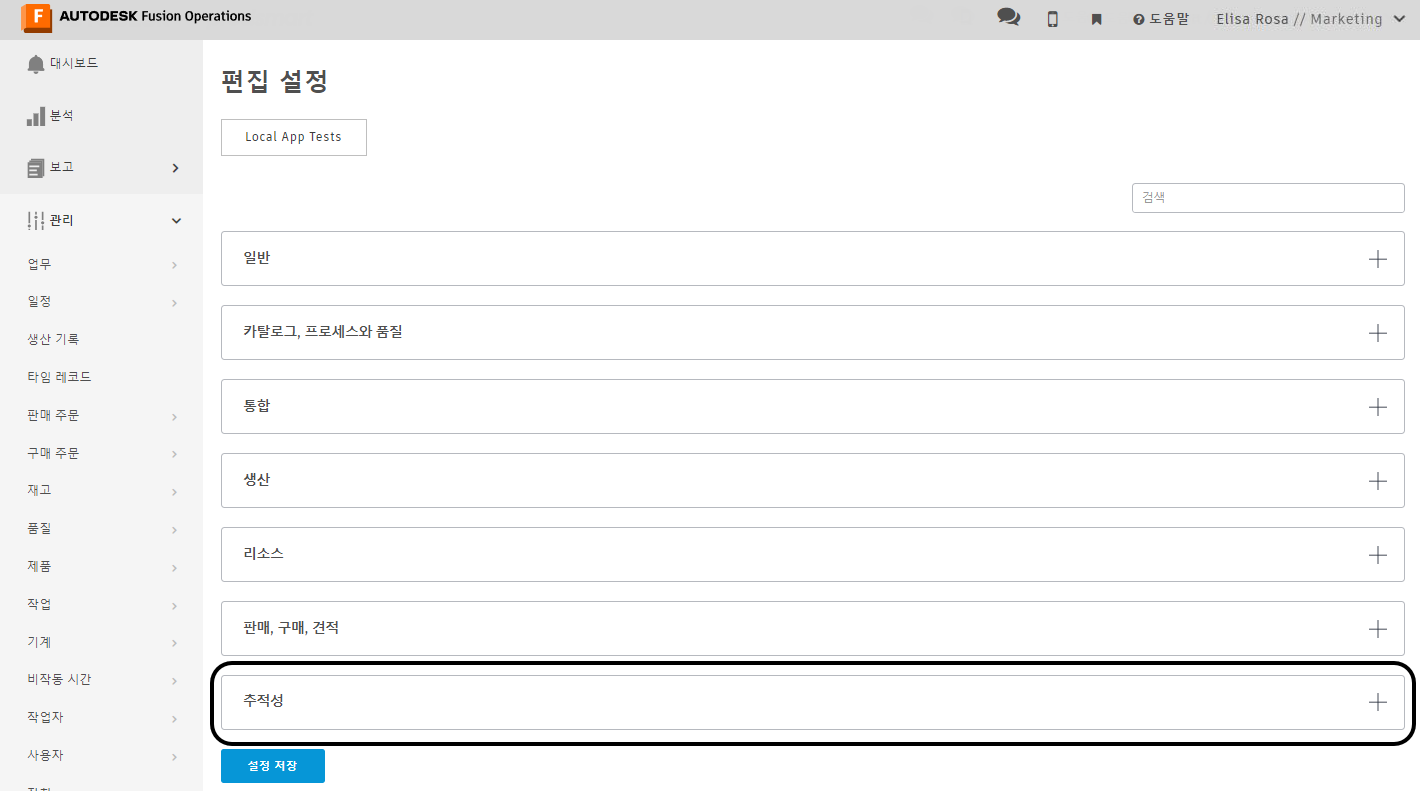 AUTODESK Fusion Operations
도움말
Elisa Rosa // Marketing
대시보드
분석
보고
관리
업무
일정
생산 기록
타임 레코드
판매 주문
구매 주문
재고
품질
제품
작업
기계
비작동 시간
작업자
사용자
편집 설정
Local App Tests
검색
일반
카탈로그, 프로세스와 품질
통합
생산
리소스
판매, 구매, 견적
추적성
설정 저장